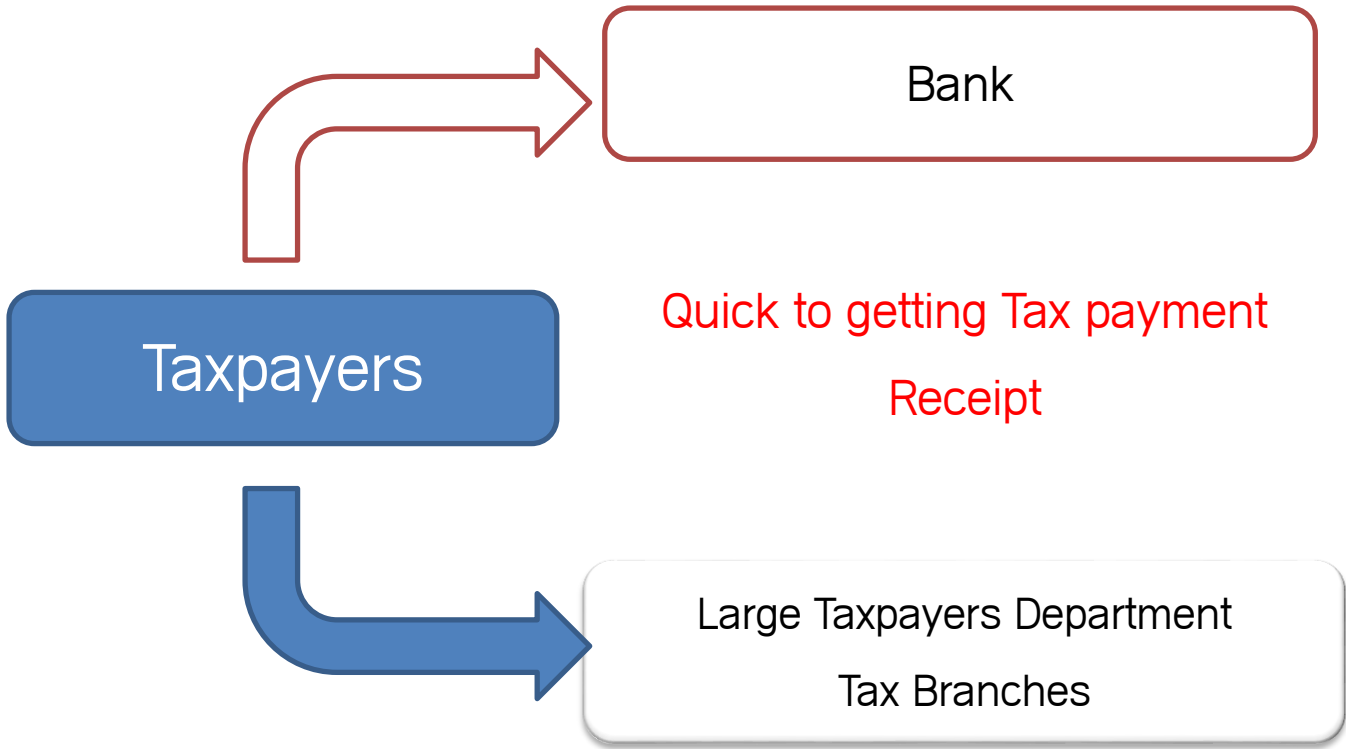 Bank
Taxpayers
Quick to getting Tax payment
Receipt
Large Taxpayers Department
Tax Branches